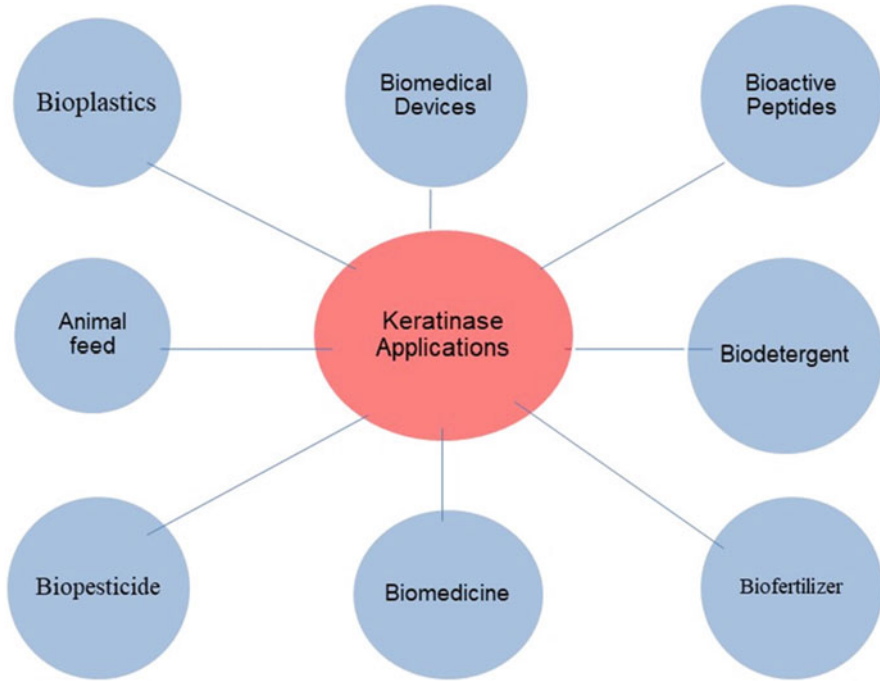 Bioplastics
Biomedical
Devices
Bioactive
Peptides
Animal
feed
Keratinase
Applications
Biodetergent
Biopesticide
Biomedicine
Biofertilizer